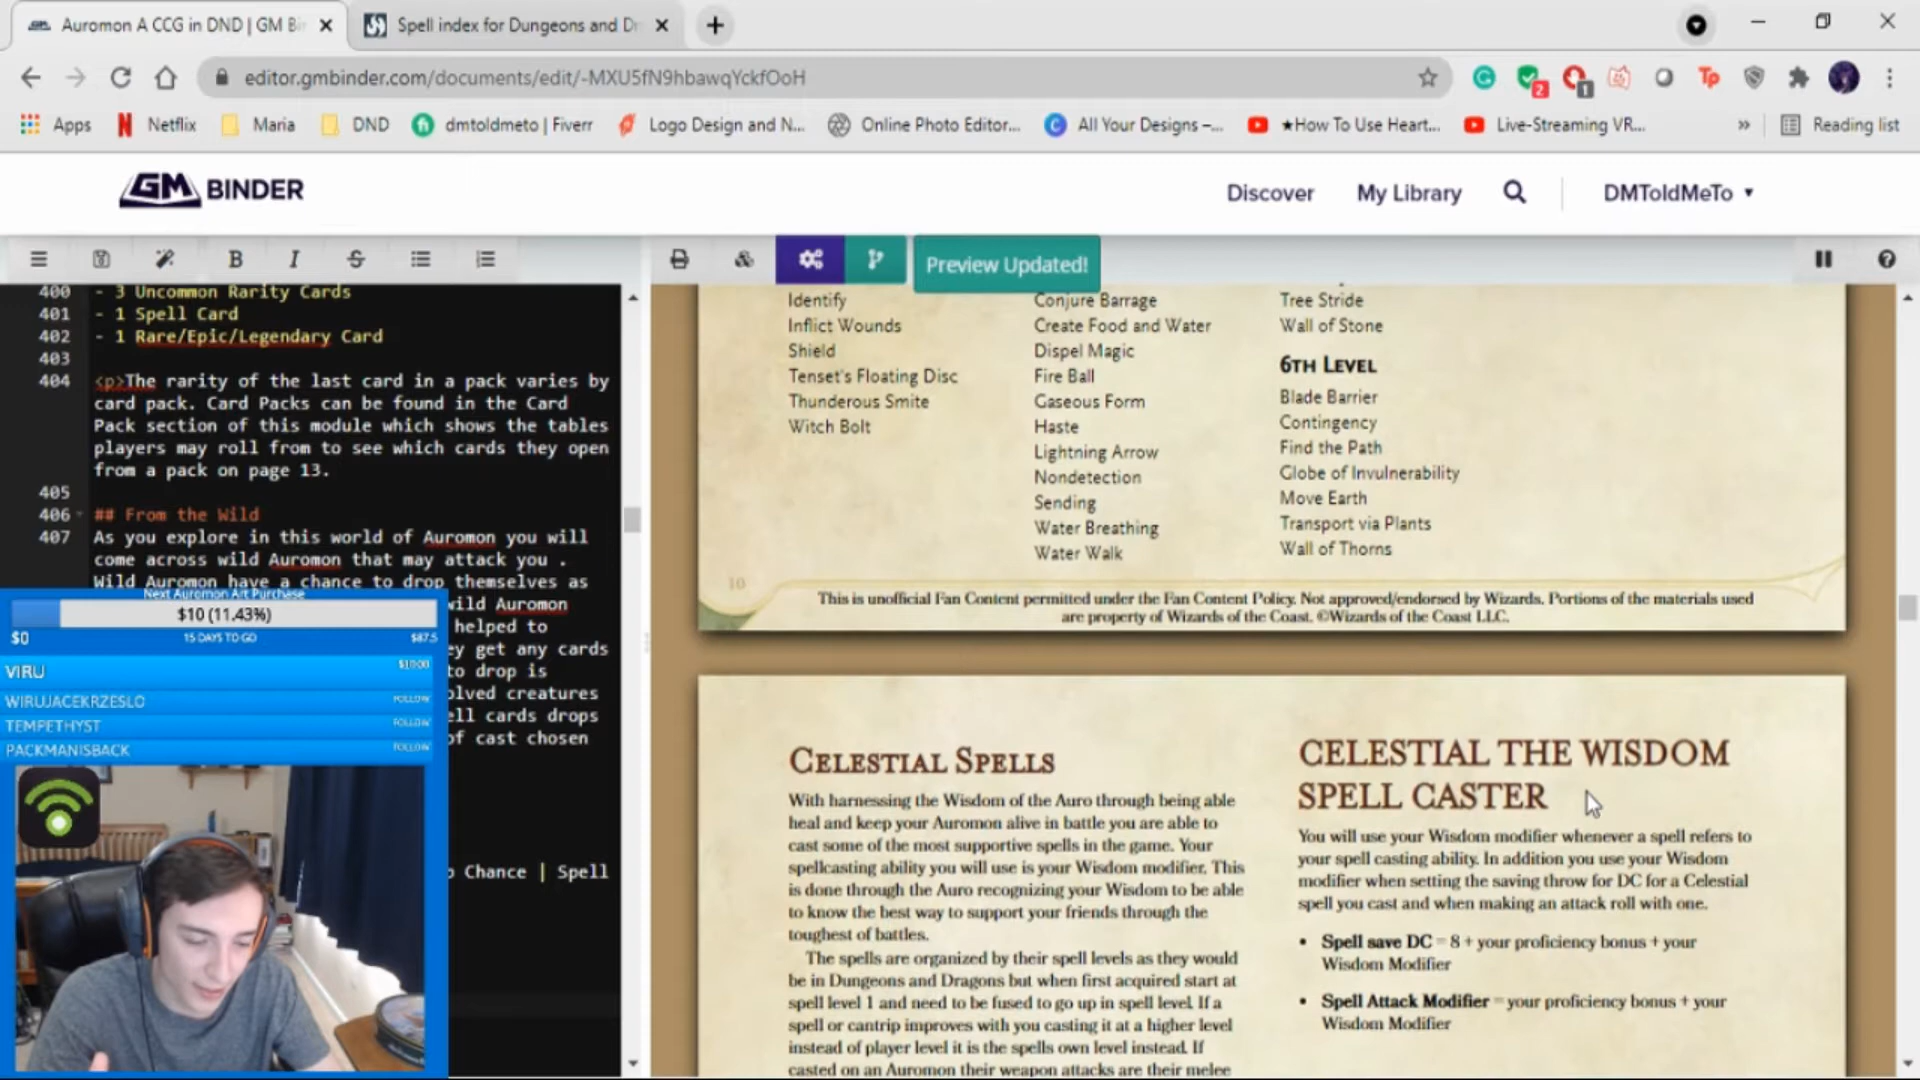 Auromon A CCG in DND | GM Bi
Spell index for Dungeons and Dr
editor.gmbinder.com/documents/edit/-MXU5fN9hbawqYckfOoH
2
1
Tp
Apps
Netflix
Maria
DND
dmtoldmeto | Fiverr
Logo Design and N...
Online Photo Editor...
All Your Designs –...
★How To Use Heart...
Live-Streaming VR...
»
Reading list
GM BINDER
Discover
My Library
DMToldMeTo
B I S
Preview Updated!
400 - 3 Uncommon Rarity Cards
401 - 1 Spell Card
402 - 1 Rare/Epic/Legendary Card
403
404 <p>The rarity of the last card in a pack varies by
card pack. Card Packs can be found in the Card
Pack section of this module which shows the tables
players may roll from to see which cards they open
from a pack on page 13.
405
406 ## From the Wild
407 As you explore in this world of Auromon you will
come across wild Auromon that may attack you .
Wild Auromon have a chance to drop themselves as
wild Auromon
helped to
ey get any cards
to drop is
olved creatures
ell cards drops
of cast chosen
Chance | Spell
Next Auromon Art Purchase
$10 (11.43%)
$0
15 DAYS TO GO
$87.5
VIRU
$10.00
WIRUJACEKRZESLO
FOLLOW
TEMPETHYST
FOLLOW
PACKMANISBACK
FOLLOW
Identify
Inflict Wounds
Shield
Tenset's Floating Disc
Thunderous Smite
Witch Bolt
Conjure Barrage
Create Food and Water
Dispel Magic
Fire Ball
Gaseous Form
Haste
Lightning Arrow
Nondetection
Sending
Water Breathing
Water Walk
Tree Stride
Wall of Stone
6TH LEVEL
Blade Barrier
Contingency
Find the Path
Globe of Invulnerability
Move Earth
Transport via Plants
Wall of Thorns
10
This is unofficial Fan Content permitted under the Fan Content Policy. Not approved/endorsed by Wizards. Portions of the materials used
are property of Wizards of the Coast. ©Wizards of the Coast LLC.
CELESTIAL SPELLS
With harnessing the Wisdom of the Auro through being able
heal and keep your Auromon alive in battle you are able to
cast some of the most supportive spells in the game. Your
spellcasting ability you will use is your Wisdom modifier. This
is done through the Auro recognizing your Wisdom to be able
to know the best way to support your friends through the
toughest of battles.
The spells are organized by their spell levels as they would
be in Dungeons and Dragons but when first acquired start at
spell level 1 and need to be fused to go up in spell level. If a
spell or cantrip improves with you casting it at a higher level
instead of player level it is the spells own level instead. If
casted on an Auromon their weapon attacks are their melee
CELESTIAL THE WISDOM
SPELL CASTER
You will use your Wisdom modifier whenever a spell refers to
your spell casting ability. In addition you use your Wisdom
modifier when setting the saving throw for DC for a Celestial
spell you cast and when making an attack roll with one.
• Spell save DC = 8 + your proficiency bonus + your
Wisdom Modifier
• Spell Attack Modifier = your proficiency bonus + your
Wisdom Modifier